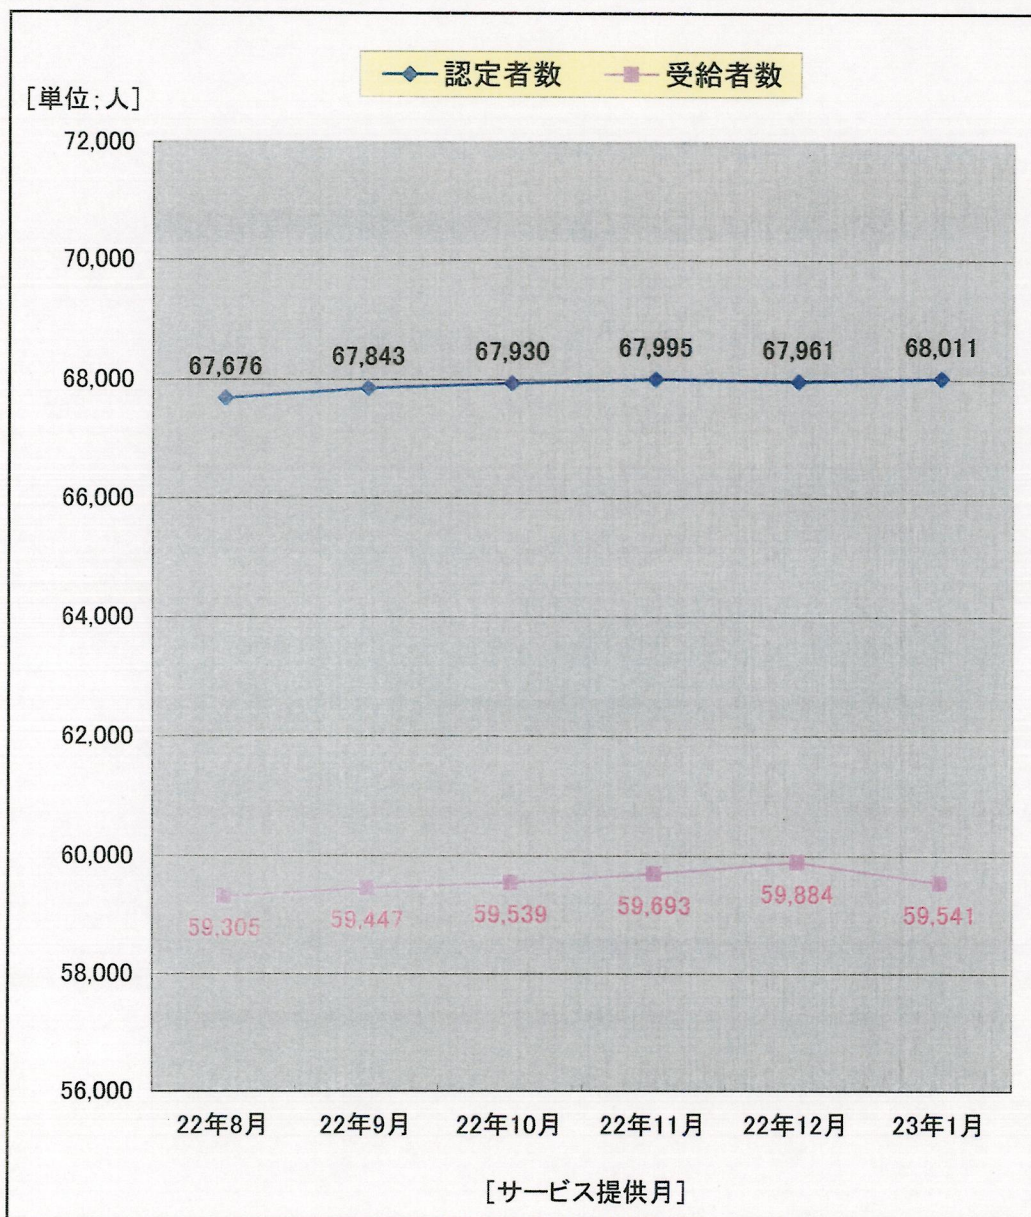 認定者数 受給者数
[単位;人]
72,000
70,000
68,000
66,000
64,000
62,000
60,000
58,000
56,000
67,676 67,843 67,930 67,995 67,961 68,011
59,305 59,447 59,539 59,693 59,884 59,541
22年8月 22年9月 22年10月 22年11月 22年12月 23年1月
[サービス提供月]